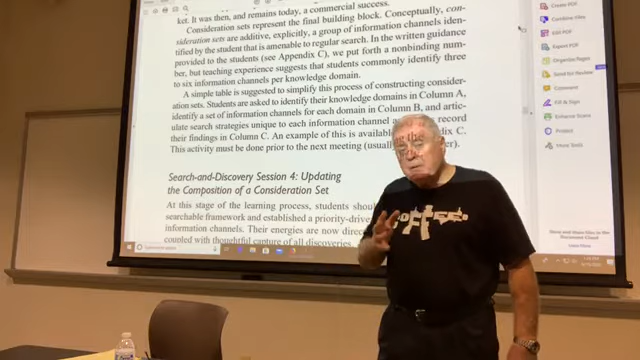 ket. It was then, and remains today, a commercial success.
Consideration sets represent the final building block. Conceptually, con-
sideration sets are additive, explicitly, a group of information channels iden-
tified by the student that is amenable to regular search. In the written guidance
provided to the students (see Appendix C), we put forth a nonbinding num-
ber, but teaching experience suggests that students commonly identify three
to six information channels per knowledge domain.
A simple table is suggested to simplify this process of constructing consider-
ation sets. Students are asked to identify their knowledge domains in Column A,
identify a set of information channels for each domain in Column B, and artic-
ulate search strategies unique to each information channel and record
their findings in Column C. An example of this is available C.
This activity must be done prior to the next meeting
Search-and-Discovery Session 4: Updating
the Composition of a Consideration Set
At this stage of the learning process, students
searchable framework and established a
information channels. Their energies are now
coupled with thoughtful capture of all discoveries.
Create PDF
Combine Files
Edit PDF
Export PDF
Organize Pages
Send for Review
Comment
Fill & Sign
Enhance Scans
Protect
More Tools